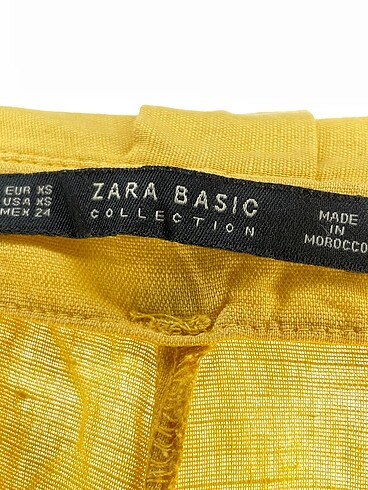 EUR XS
USA XS
MEX 24
ZARA BASIC
COLLECTION
MADE
IN
MOROCCO